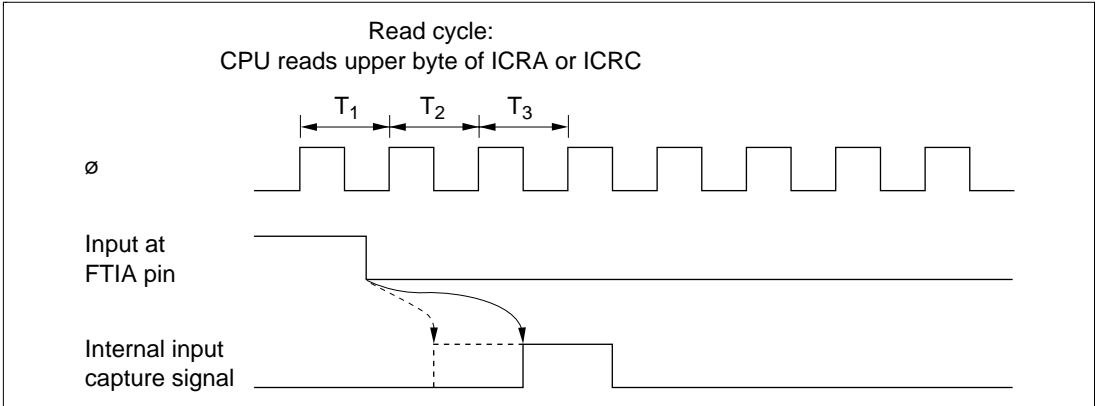 Read cycle:
CPU reads upper byte of ICRA or ICRC
T1 T2 T3
ø
Input at
FTIA pin
Internal input
capture signal